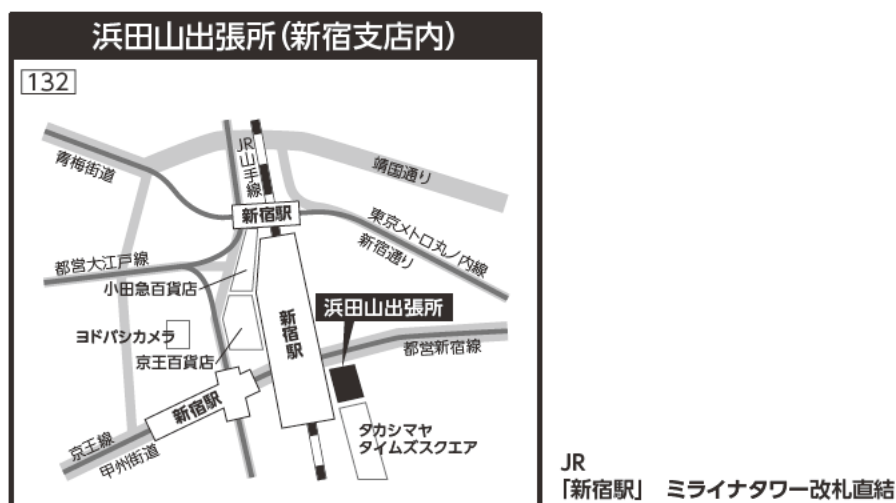 浜田山出張所(新宿支店内)
132
青梅街道
JR山手線
靖国通り
新宿駅
東京メトロ丸ノ内線
新宿通り
都営大江戸線
小田急百貨店
浜田山出張所
新宿駅
ヨドバシカメラ
京王百貨店
都営新宿線
新宿駅
京王線
甲州街道
タカシマヤ
タイムズスクエア
JR
「新宿駅」 ミライナタワー改札直結